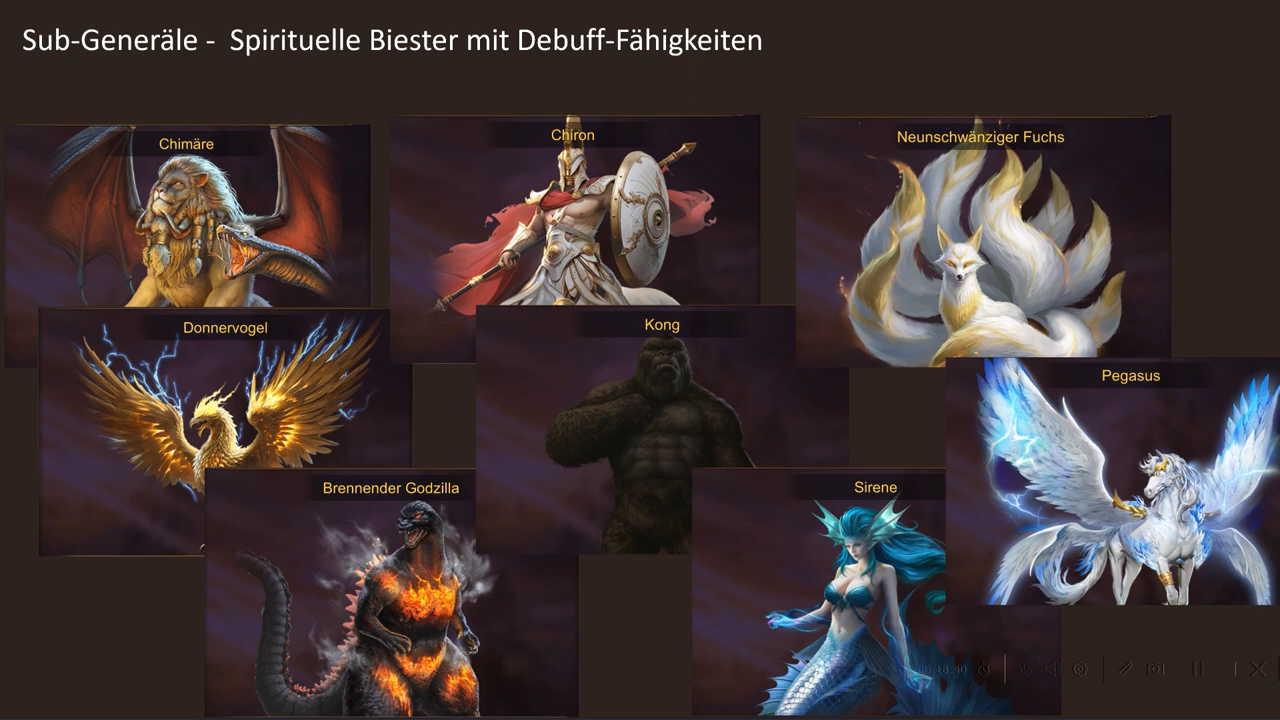 Sub-Generäle - Spirituelle Biester mit Debuff-Fähigkeiten
Chimäre
Chiron
Neunschwänziger Fuchs
Donnervogel
Kong
Pegasus
Brennender Godzilla
Sirene